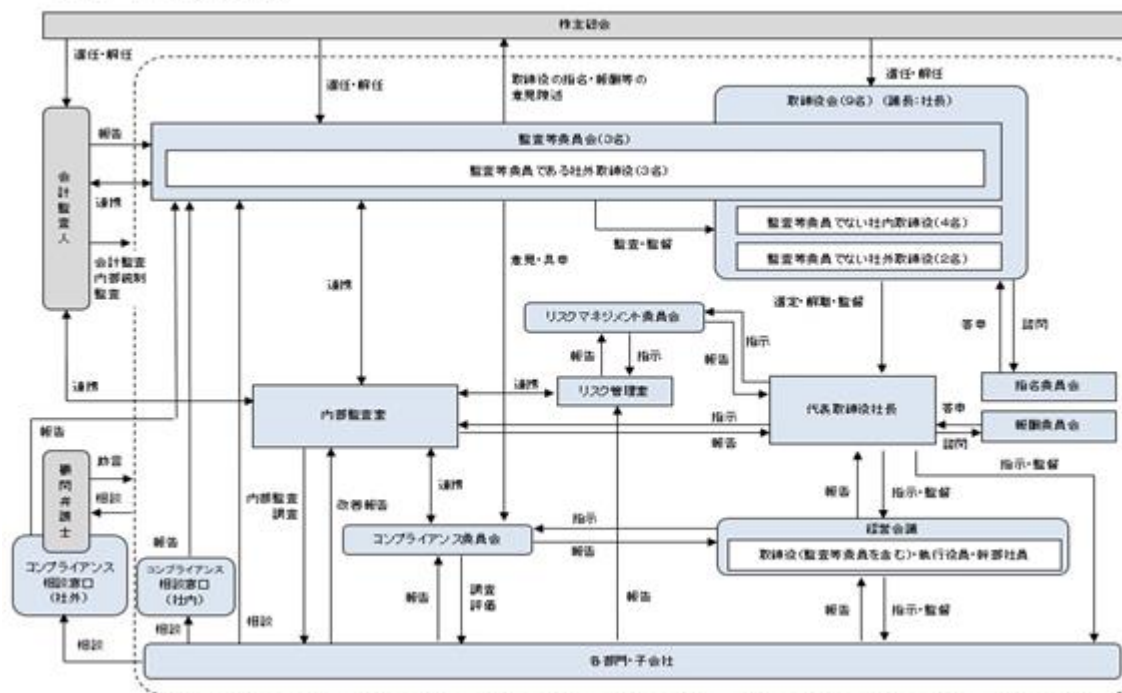 株主総会
選任・解任
選任・解任
取締役の指名・報酬等の
意見陳述
選任・解任
取締役会(9名) (議長:社長)
報告
監査等委員会(3名)
監査等委員である社外取締役(3名)
会計監査人
連携
監査等委員でない社内取締役(4名)
監査・監督
監査等委員でない社外取締役(2名)
会計監査
内部統制
監査
意見・具申
連携
選定・解職・監督
リスクマネジメント委員会
答申
諮問
指示
報告
指示
報告
連携
連携
リスク管理室
指名委員会
内部監査室
代表取締役社長
答申
報酬委員会
指示
報告
諮問
報告
顧問弁護士
助言
相談
内部監査
調査
改善報告
連携
報告
指示・監督
指示・監督
指示
経営会議
コンプライアンス委員会
報告
取締役(監査等委員を含む)・執行役員・幹部社員
報告
コンプライアンス
相談窓口
(社外)
コンプライアンス
相談窓口
(社内)
報告
調査
評価
報告
報告
指示・監督
相談
相談
相談
各部門・子会社